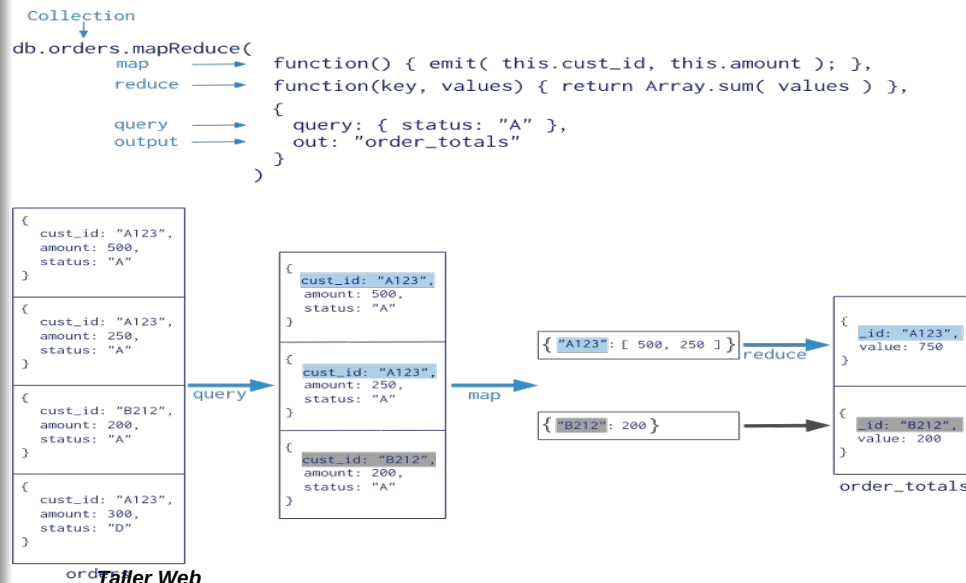 Collection
db.orders.mapReduce(
map function() { emit( this.cust_id, this.amount ); },
reduce function(key, values) { return Array.sum( values ) },
{
query query: { status: "A" },
output out: "order_totals"
}
)
{
cust_id: "A123",
amount: 500,
status: "A"
}
{
cust_id: "A123",
amount: 250,
status: "A"
}
{
cust_id: "B212",
amount: 200,
status: "A"
}
{
cust_id: "A123",
amount: 300,
status: "D"
}
orders
query
{
cust_id: "A123",
amount: 500,
status: "A"
}
{
cust_id: "A123",
amount: 250,
status: "A"
}
{
cust_id: "B212",
amount: 200,
status: "A"
}
map
{ "A123": [ 500, 250 ] }
{ "B212": 200 }
reduce
{
_id: "A123",
value: 750
}
{
_id: "B212",
value: 200
}
order_totals
Taller Web